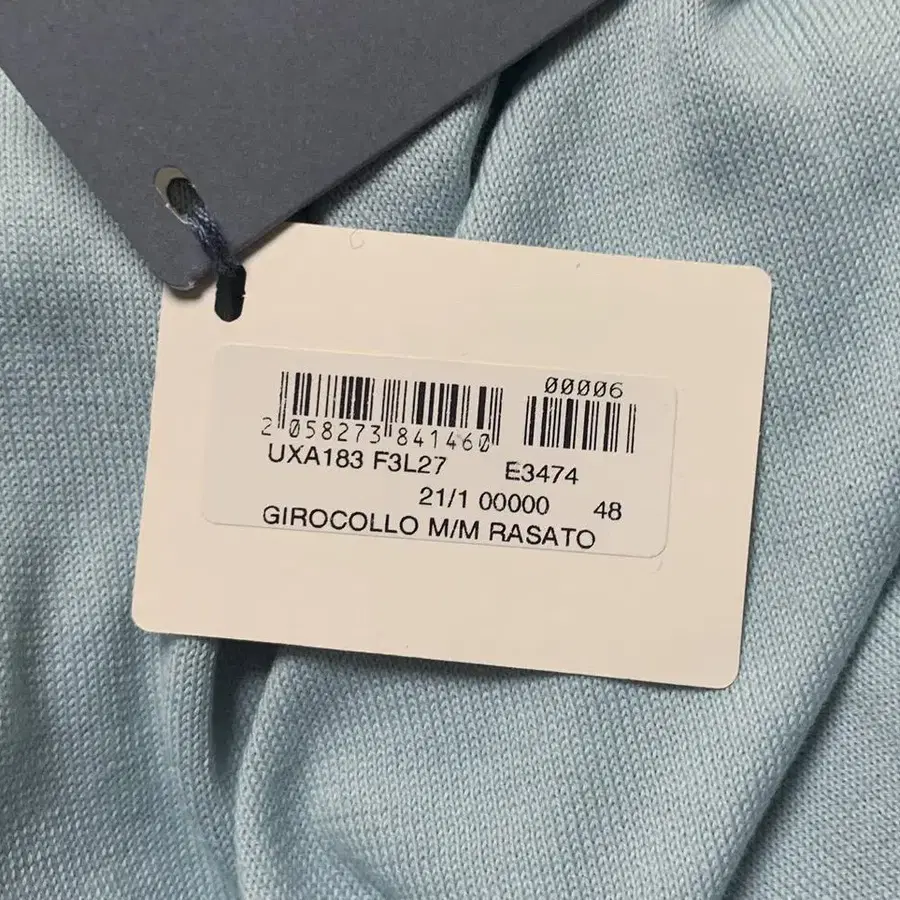 00006
2 058273 841460
UXA183 F3L27 E3474
21/1 00000 48
GIROCOLLO M/M RASATO